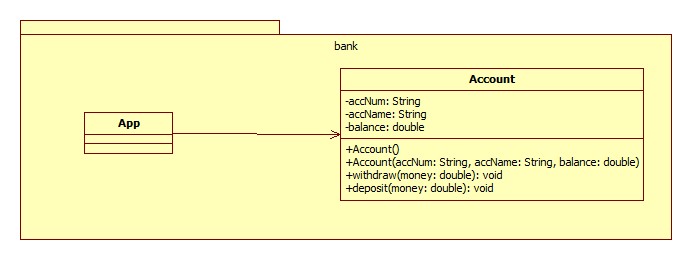 bank
App
Account
-accNum: String
-accName: String
-balance: double
+Account()
+Account(accNum: String, accName: String, balance: double)
+withdraw(money: double): void
+deposit(money: double): void